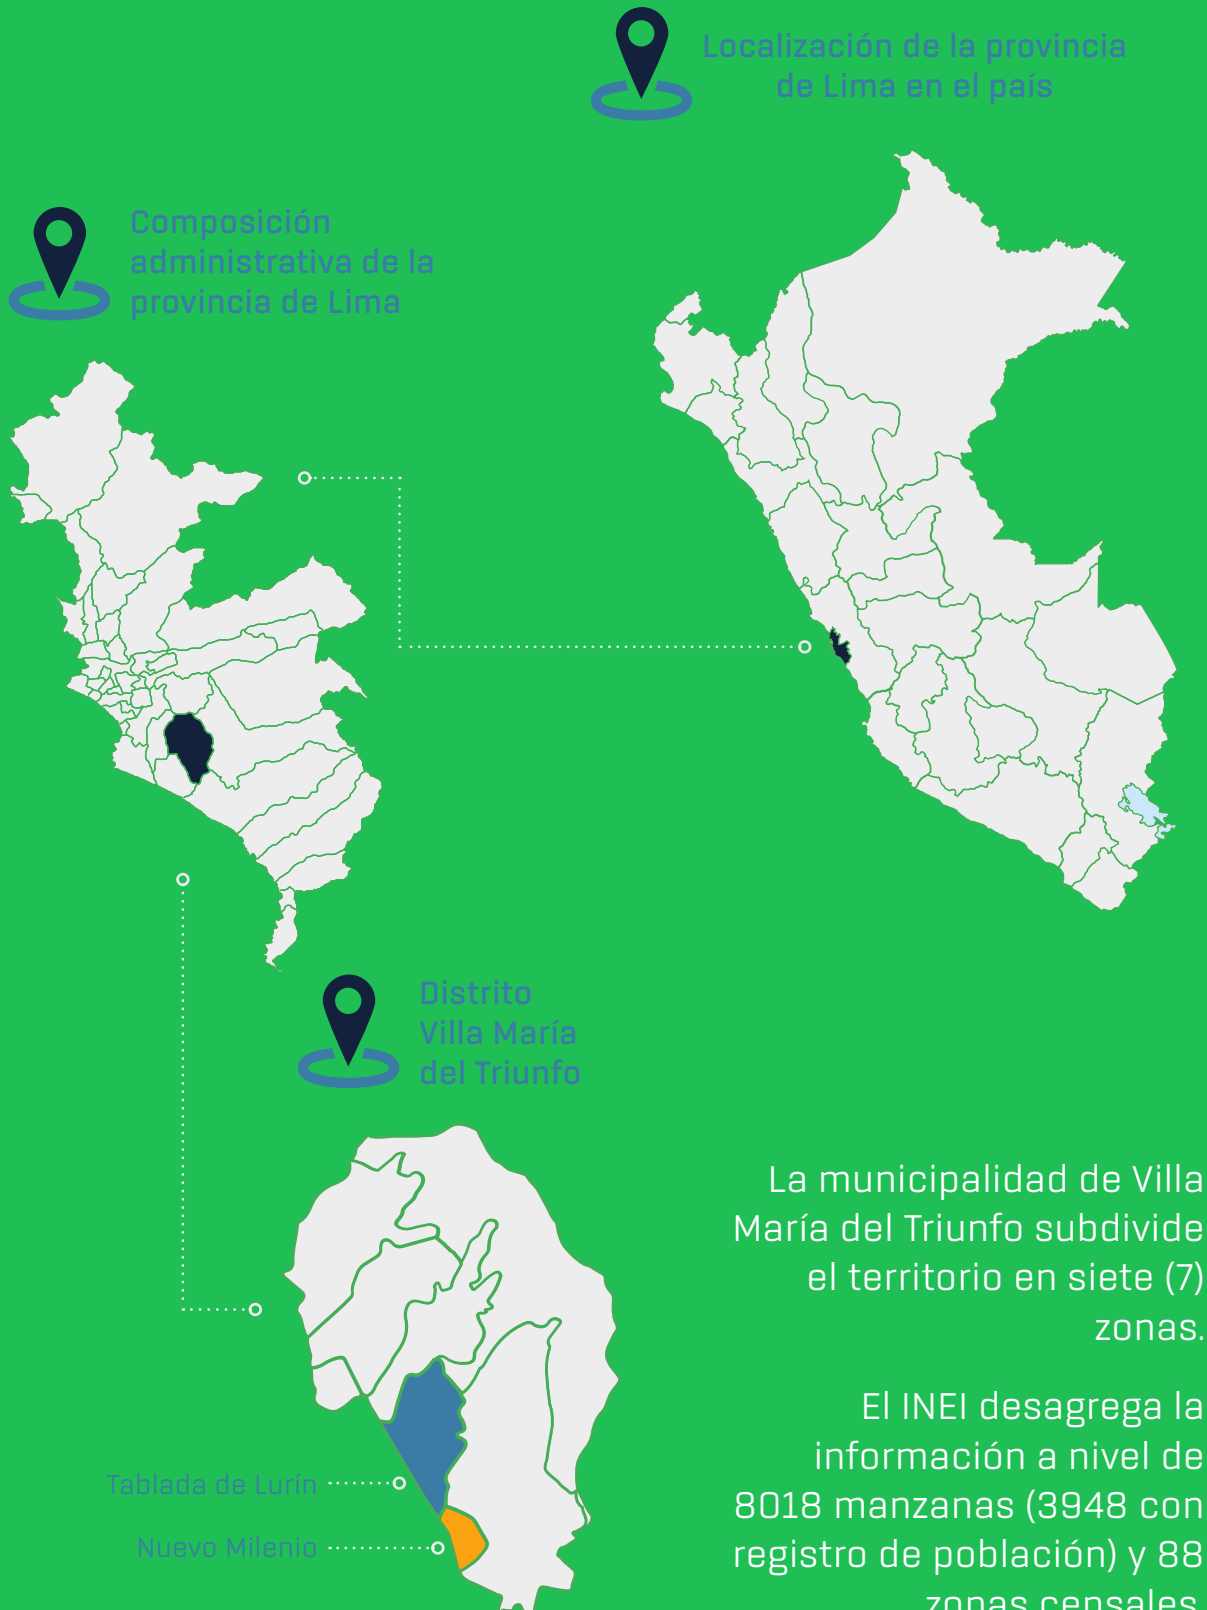 Localización de la provincia
de Lima en el país
Composición
administrativa de la
provincia de Lima
Distrito
Villa María
del Triunfo
La municipalidad de Villa
María del Triunfo subdivide
el territorio en siete (7)
zonas.
El INEI desagrega la
información a nivel de
8018 manzanas (3948 con
registro de población) y 88
zonas censales.
Tablada de Lurín
Nuevo Milenio